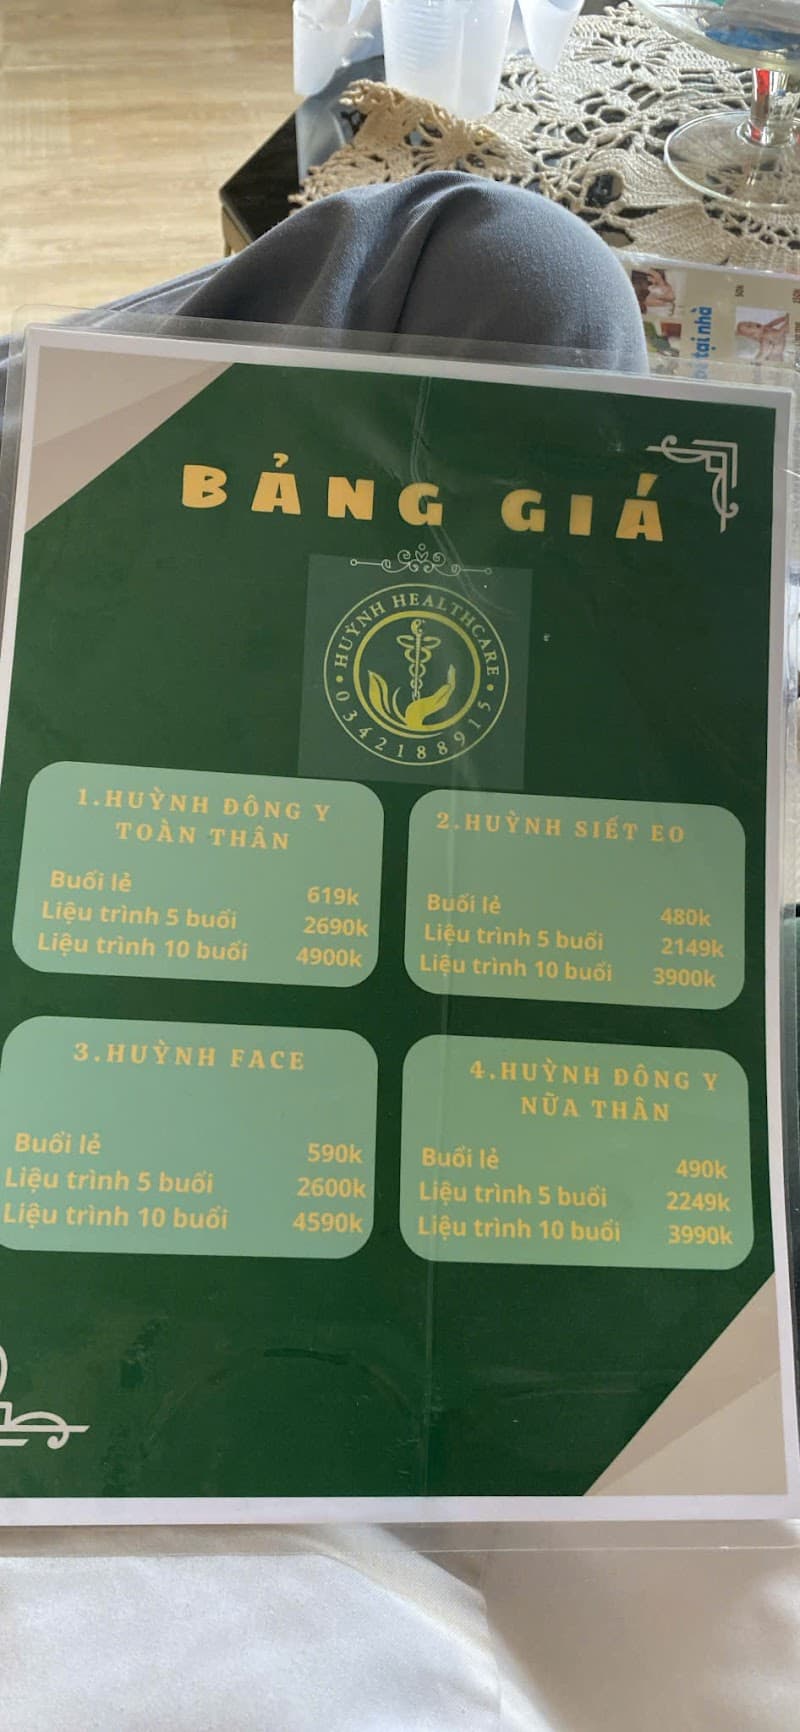 tại nhà
BẢNG GIÁ
HUỲNH HEALTHCARE
0342188915
1.HUỲNH ĐÔNG Y
TOÀN THÂN
Buổi lẻ 619k
Liệu trình 5 buổi 2690k
Liệu trình 10 buổi 4900k
2.HUỲNH SIẾT EO
Buổi lẻ 480k
Liệu trình 5 buổi 2149k
Liệu trình 10 buổi 3900k
3.HUỲNH FACE
Buổi lẻ 590k
Liệu trình 5 buổi 2600k
Liệu trình 10 buổi 4590k
4.HUỲNH ĐÔNG Y
NỮA THÂN
Buổi lẻ 490k
Liệu trình 5 buổi 2249k
Liệu trình 10 buổi 3990k